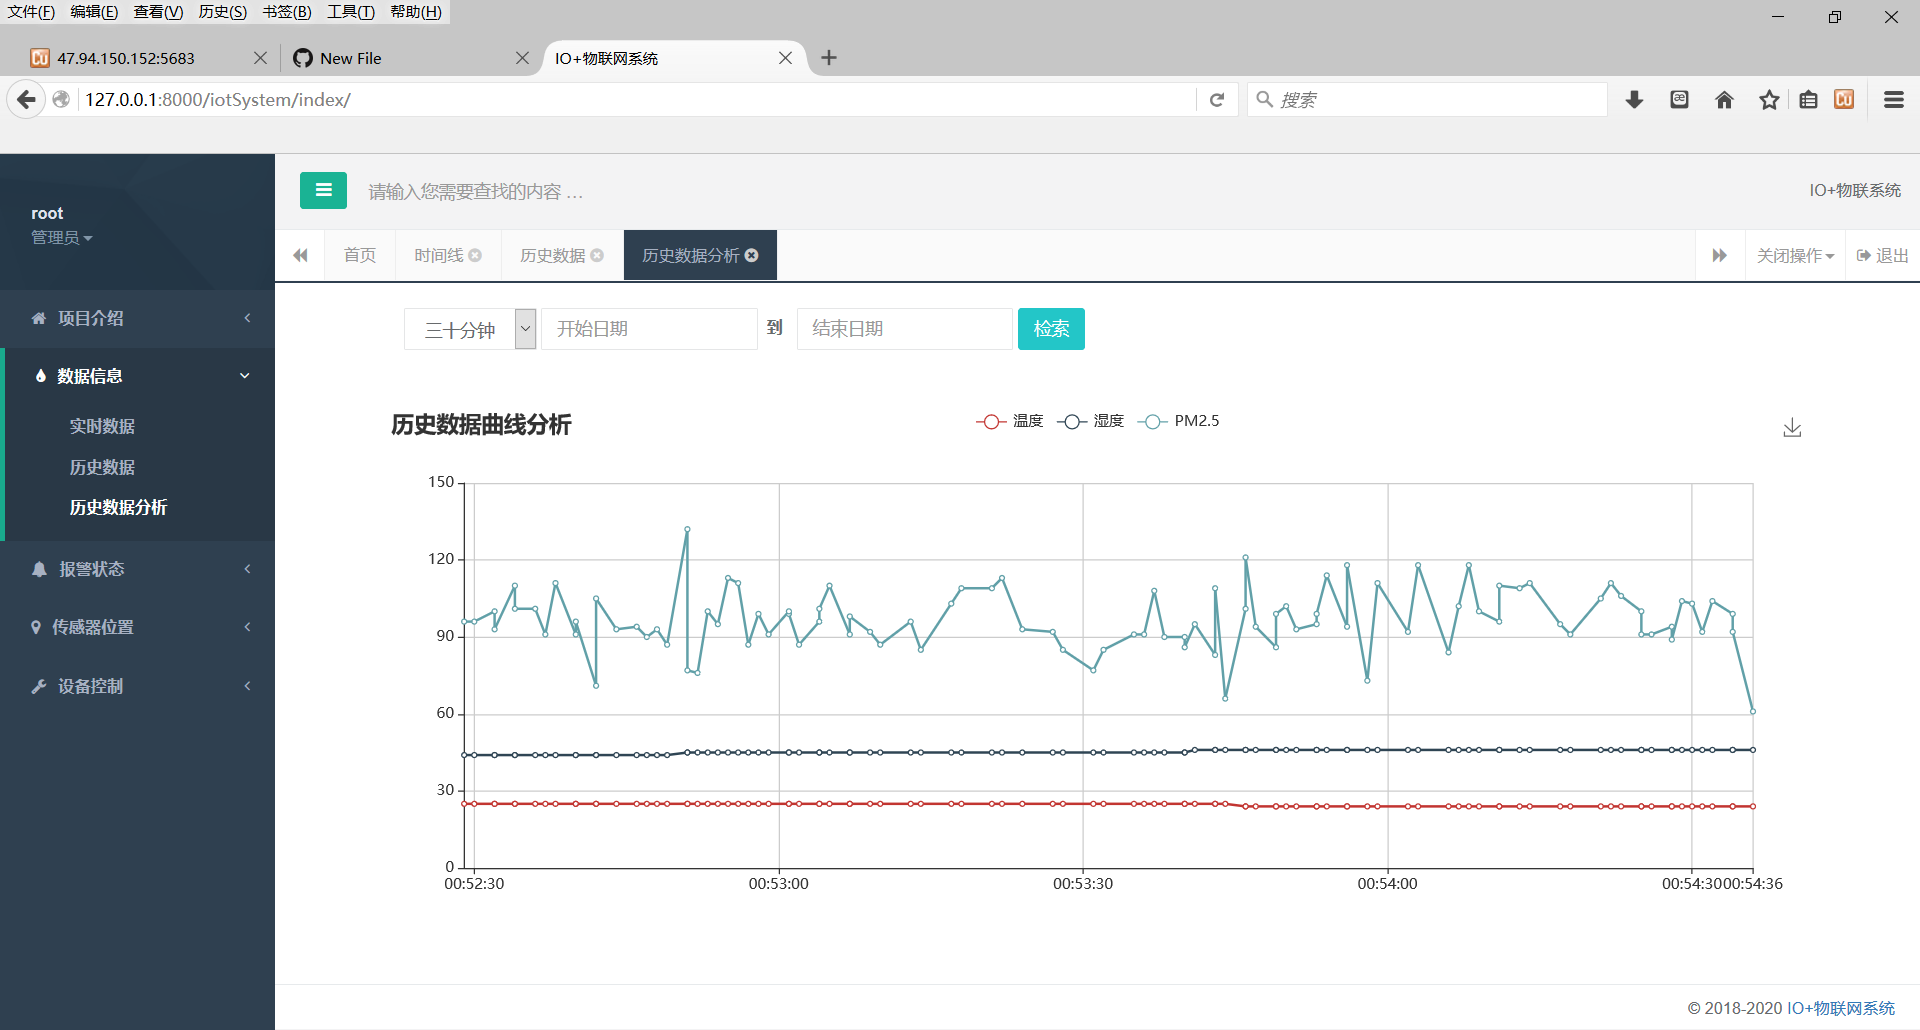 文件(F) 编辑(E) 查看(V) 历史(S) 书签(B) 工具(T) 帮助(H)
47.94.150.152:5683
New File
IO+物联网系统
127.0.0.1:8000/iotSystem/index/
搜索
root
管理员
请输入您需要查找的内容 …
IO+物联系统
首页
时间线
历史数据
历史数据分析
关闭操作
退出
项目介绍
数据信息
实时数据
历史数据
历史数据分析
报警状态
传感器位置
设备控制
三十分钟
开始日期
到
结束日期
检索
历史数据曲线分析
温度
湿度
PM2.5
150
120
90
60
30
0
00:52:30
00:53:00
00:53:30
00:54:00
00:54:30
00:54:36
© 2018-2020 IO+物联网系统